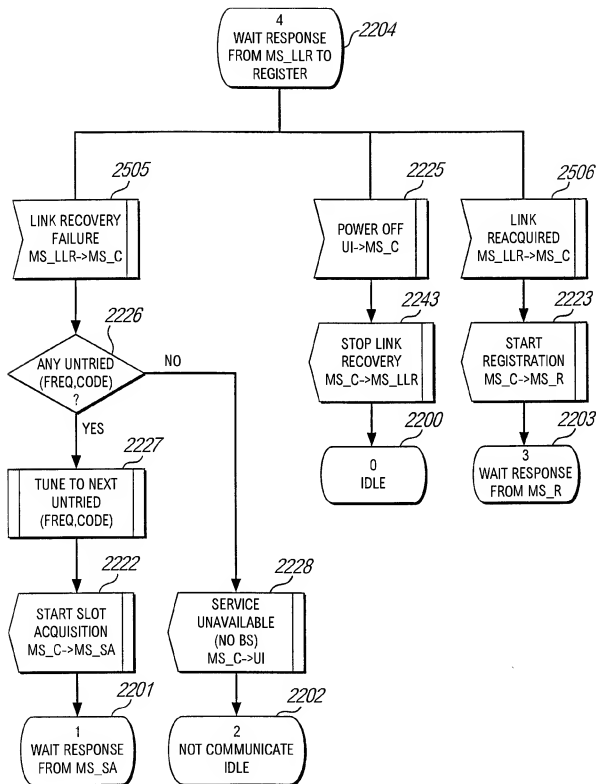 4
WAIT RESPONSE
FROM MS_LLR TO
REGISTER
2204
2505
LINK RECOVERY
FAILURE
MS_LLR->MS_C
2225
POWER OFF
UI->MS_C
2506
LINK
REACQUIRED
MS_LLR->MS_C
2226
ANY UNTRIED
(FREQ,CODE)
?
NO
YES
2243
STOP LINK
RECOVERY
MS_C->MS_LLR
2223
START
REGISTRATION
MS_C->MS_R
2200
0
IDLE
2203
3
WAIT RESPONSE
FROM MS_R
2227
TUNE TO NEXT
UNTRIED
(FREQ,CODE)
2222
START SLOT
ACQUISITION
MS_C->MS_SA
2228
SERVICE
UNAVAILABLE
(NO BS)
MS_C->UI
2201
1
WAIT RESPONSE
FROM MS_SA
2202
2
NOT COMMUNICATE
IDLE